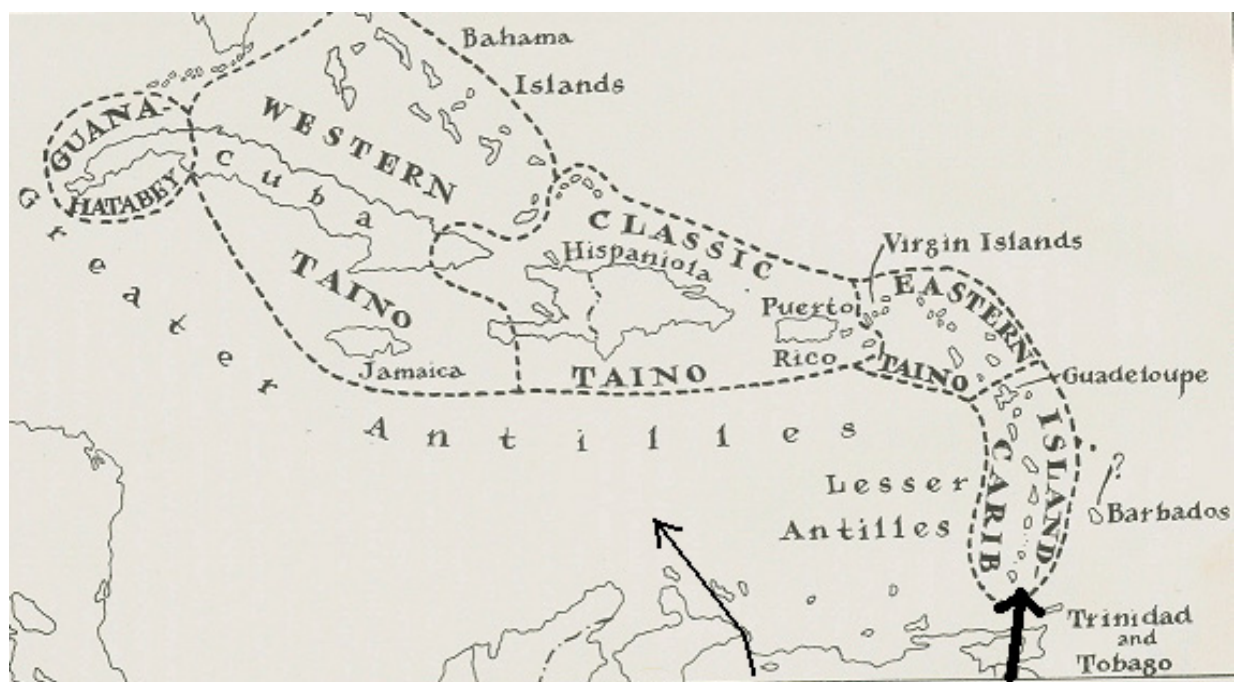 Bahama
Islands
GUANA-
HATABEY
WESTERN
TAINO
Cuba
Jamaica
CLASSIC
TAINO
Hispaniola
Puerto
Rico
Virgin Islands
EASTERN
TAINO
Guadeloupe
ISLAND
CARIB
Greater
Antilles
Lesser
Antilles
?
Barbados
Trinidad
and
Tobago